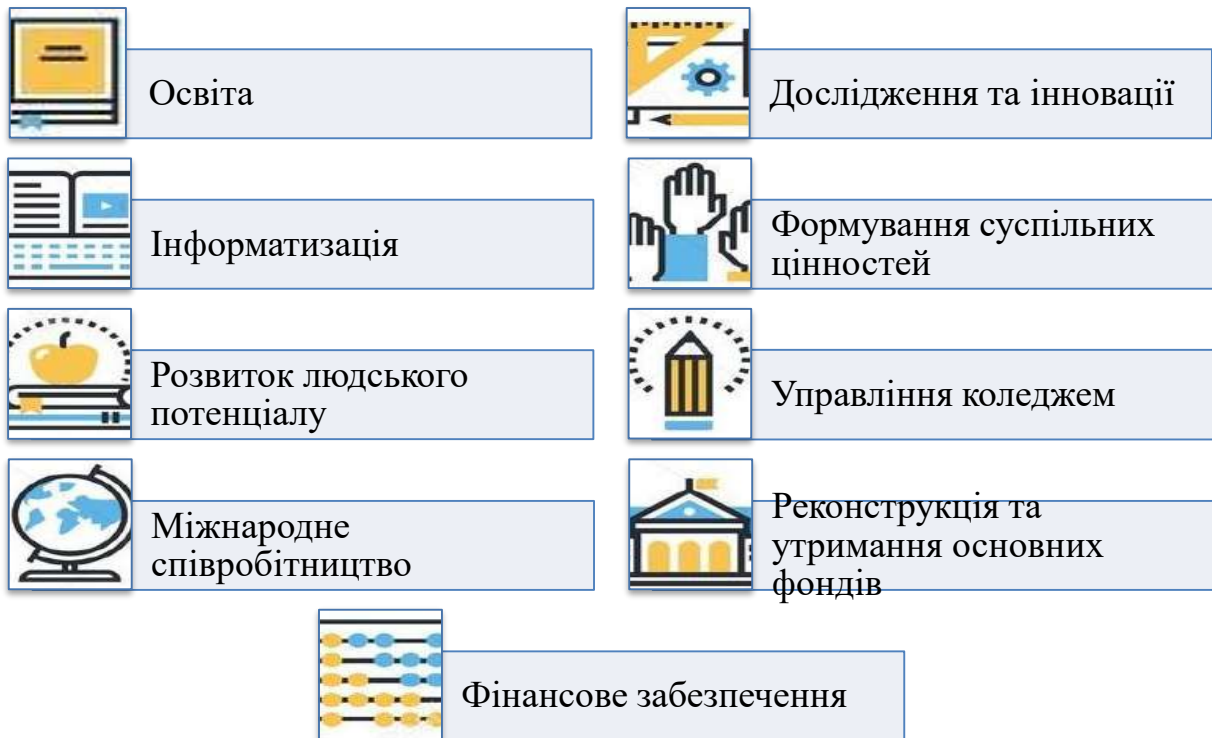 Освіта
Дослідження та інновації
Інформатизація
Формування суспільних
цінностей
Розвиток людського
потенціалу
Управління коледжем
Міжнародне
співробітництво
Реконструкція та
утримання основних
фондів
Фінансове забезпечення